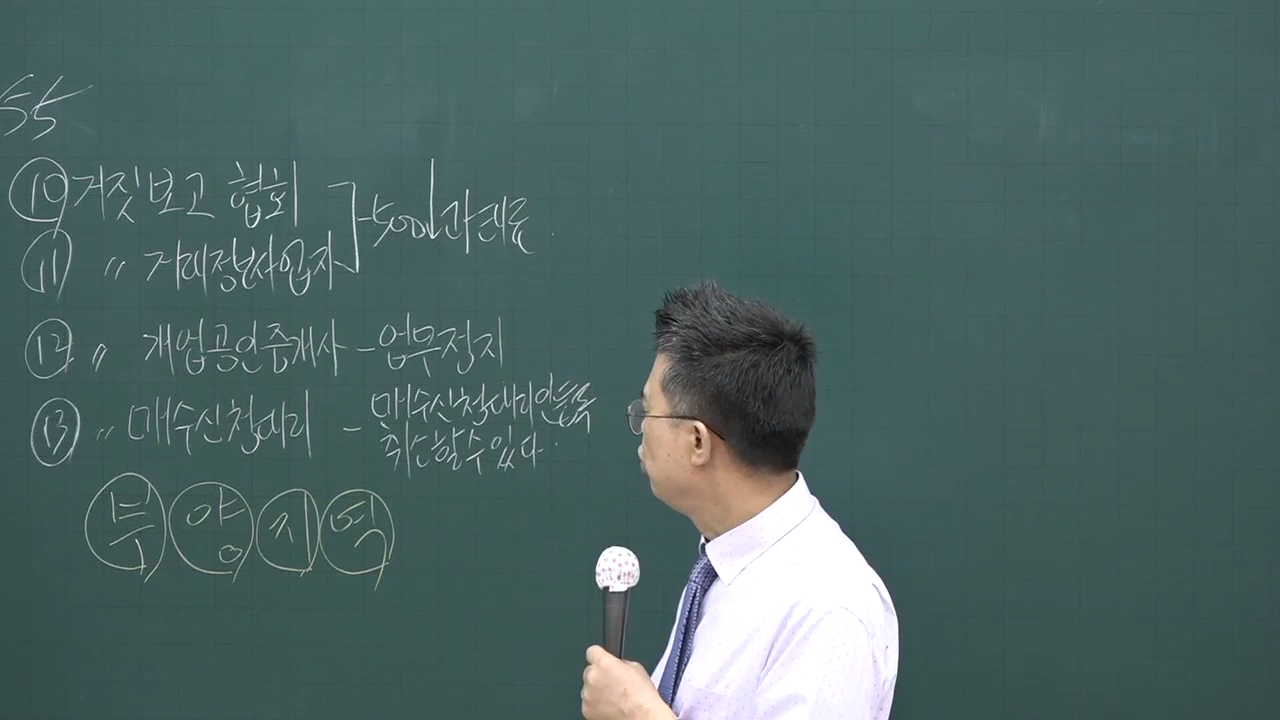 55
⑩ 거짓보고 협회 ] - 500↓과태료.
⑪ 〃 거래정보사업자
⑫ 〃 개업공인중개사 - 업무정지
⑬ 〃 매수신청대리 - 매수신청대리인등록
취소할 수 있다.
부 양 지 역